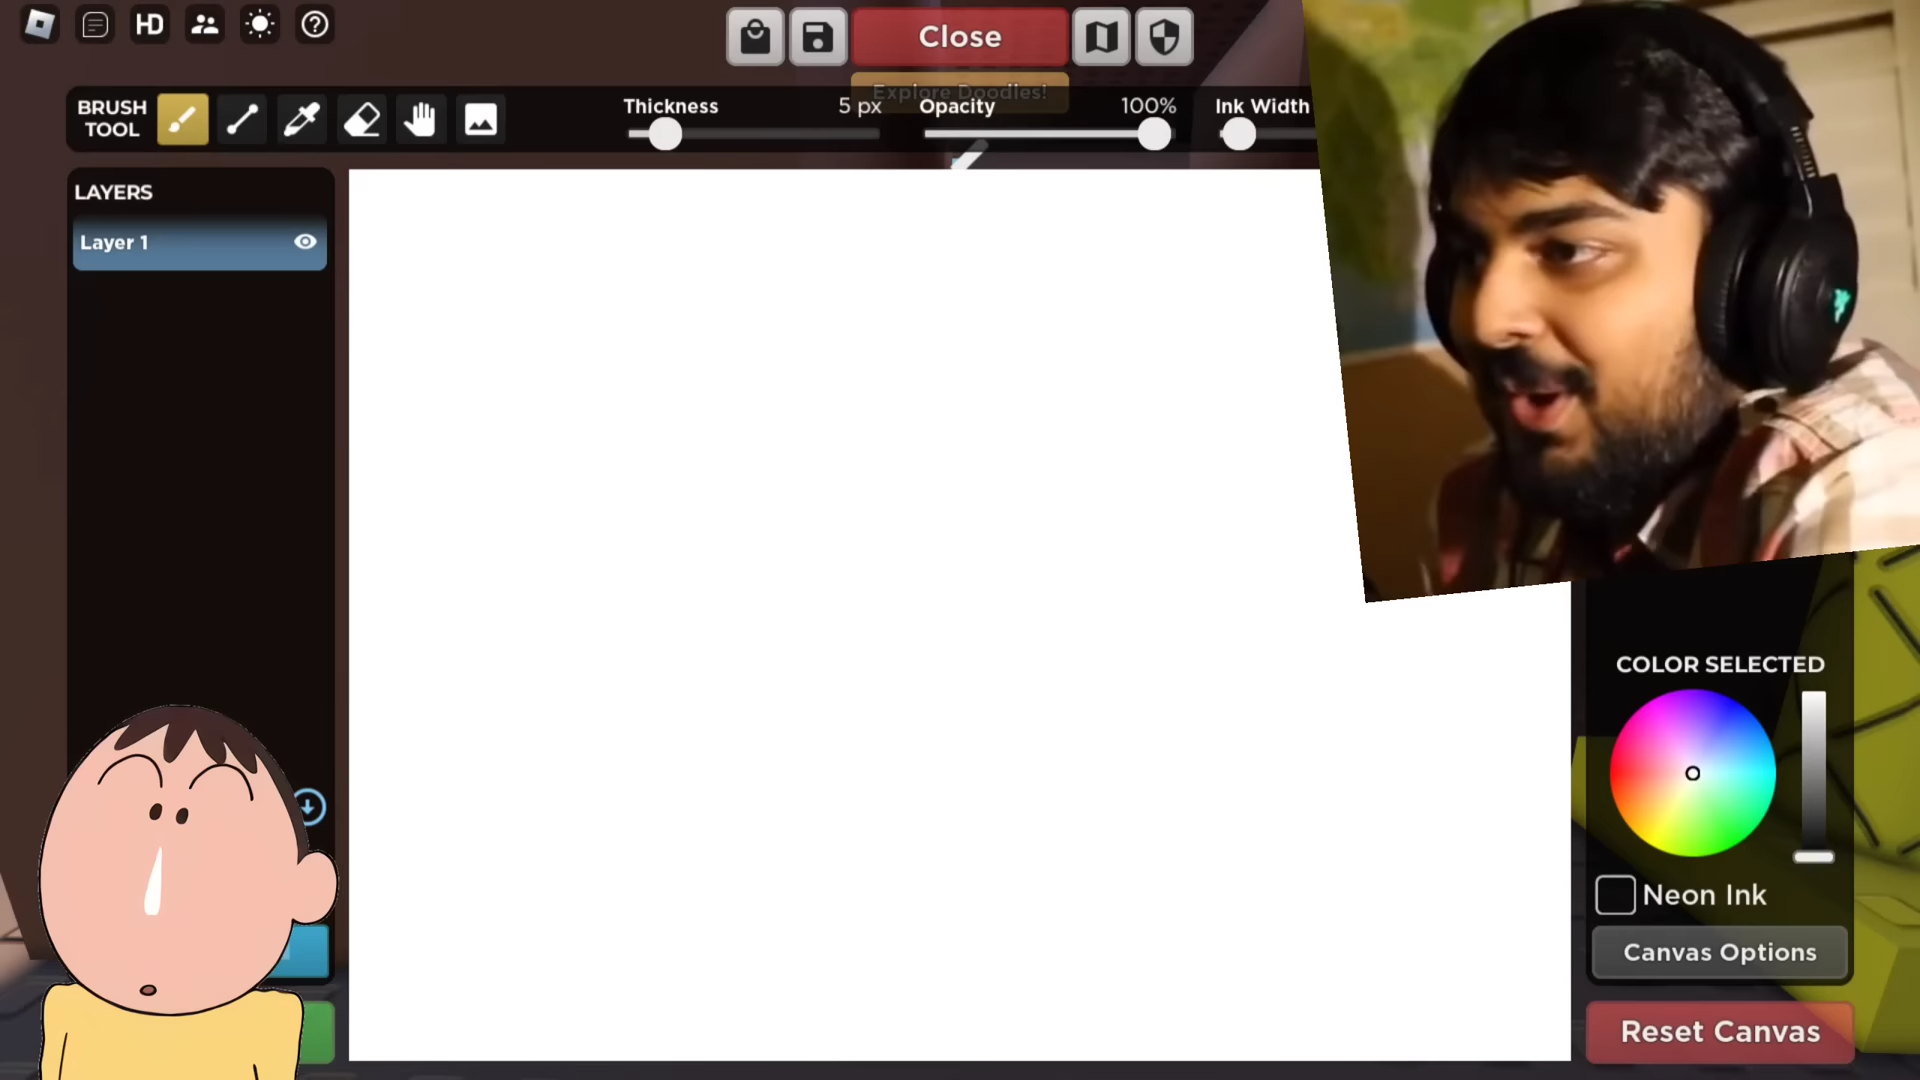 HD
Close
Explore Doodles!
BRUSH
TOOL
Thickness
5 px
Opacity
100%
Ink Width
LAYERS
Layer 1
COLOR SELECTED
Neon Ink
Canvas Options
Reset Canvas